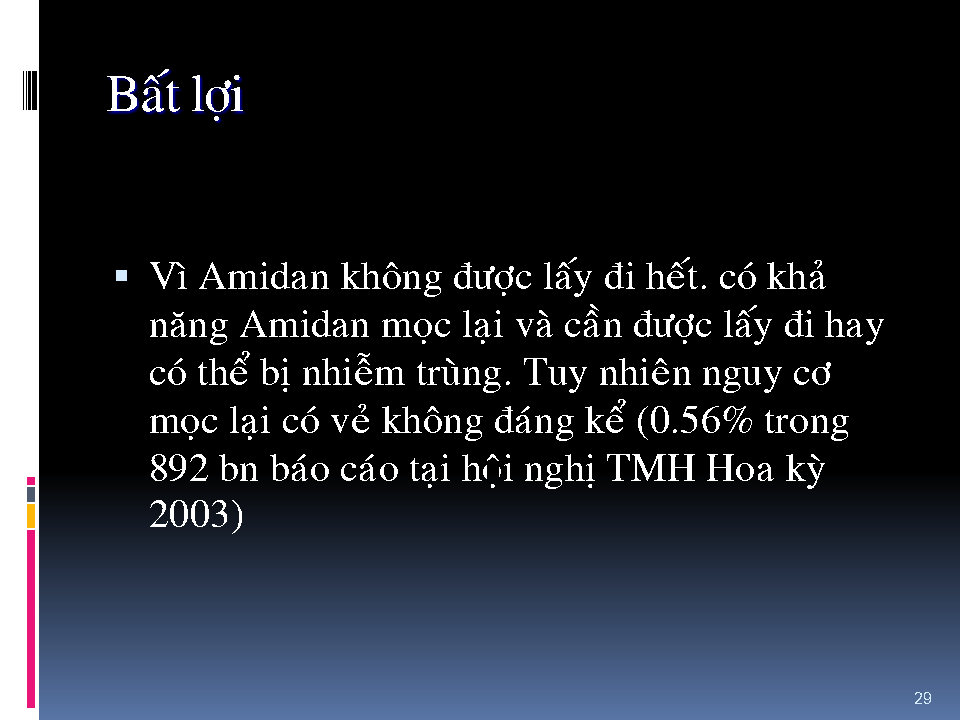 Bất lợi
Vì Amidan không được lấy đi hết. có khả
năng Amidan mọc lại và cần được lấy đi hay
có thể bị nhiễm trùng. Tuy nhiên nguy cơ
mọc lại có vẻ không đáng kể (0.56% trong
892 bn báo cáo tại hội nghị TMH Hoa kỳ
2003)
29